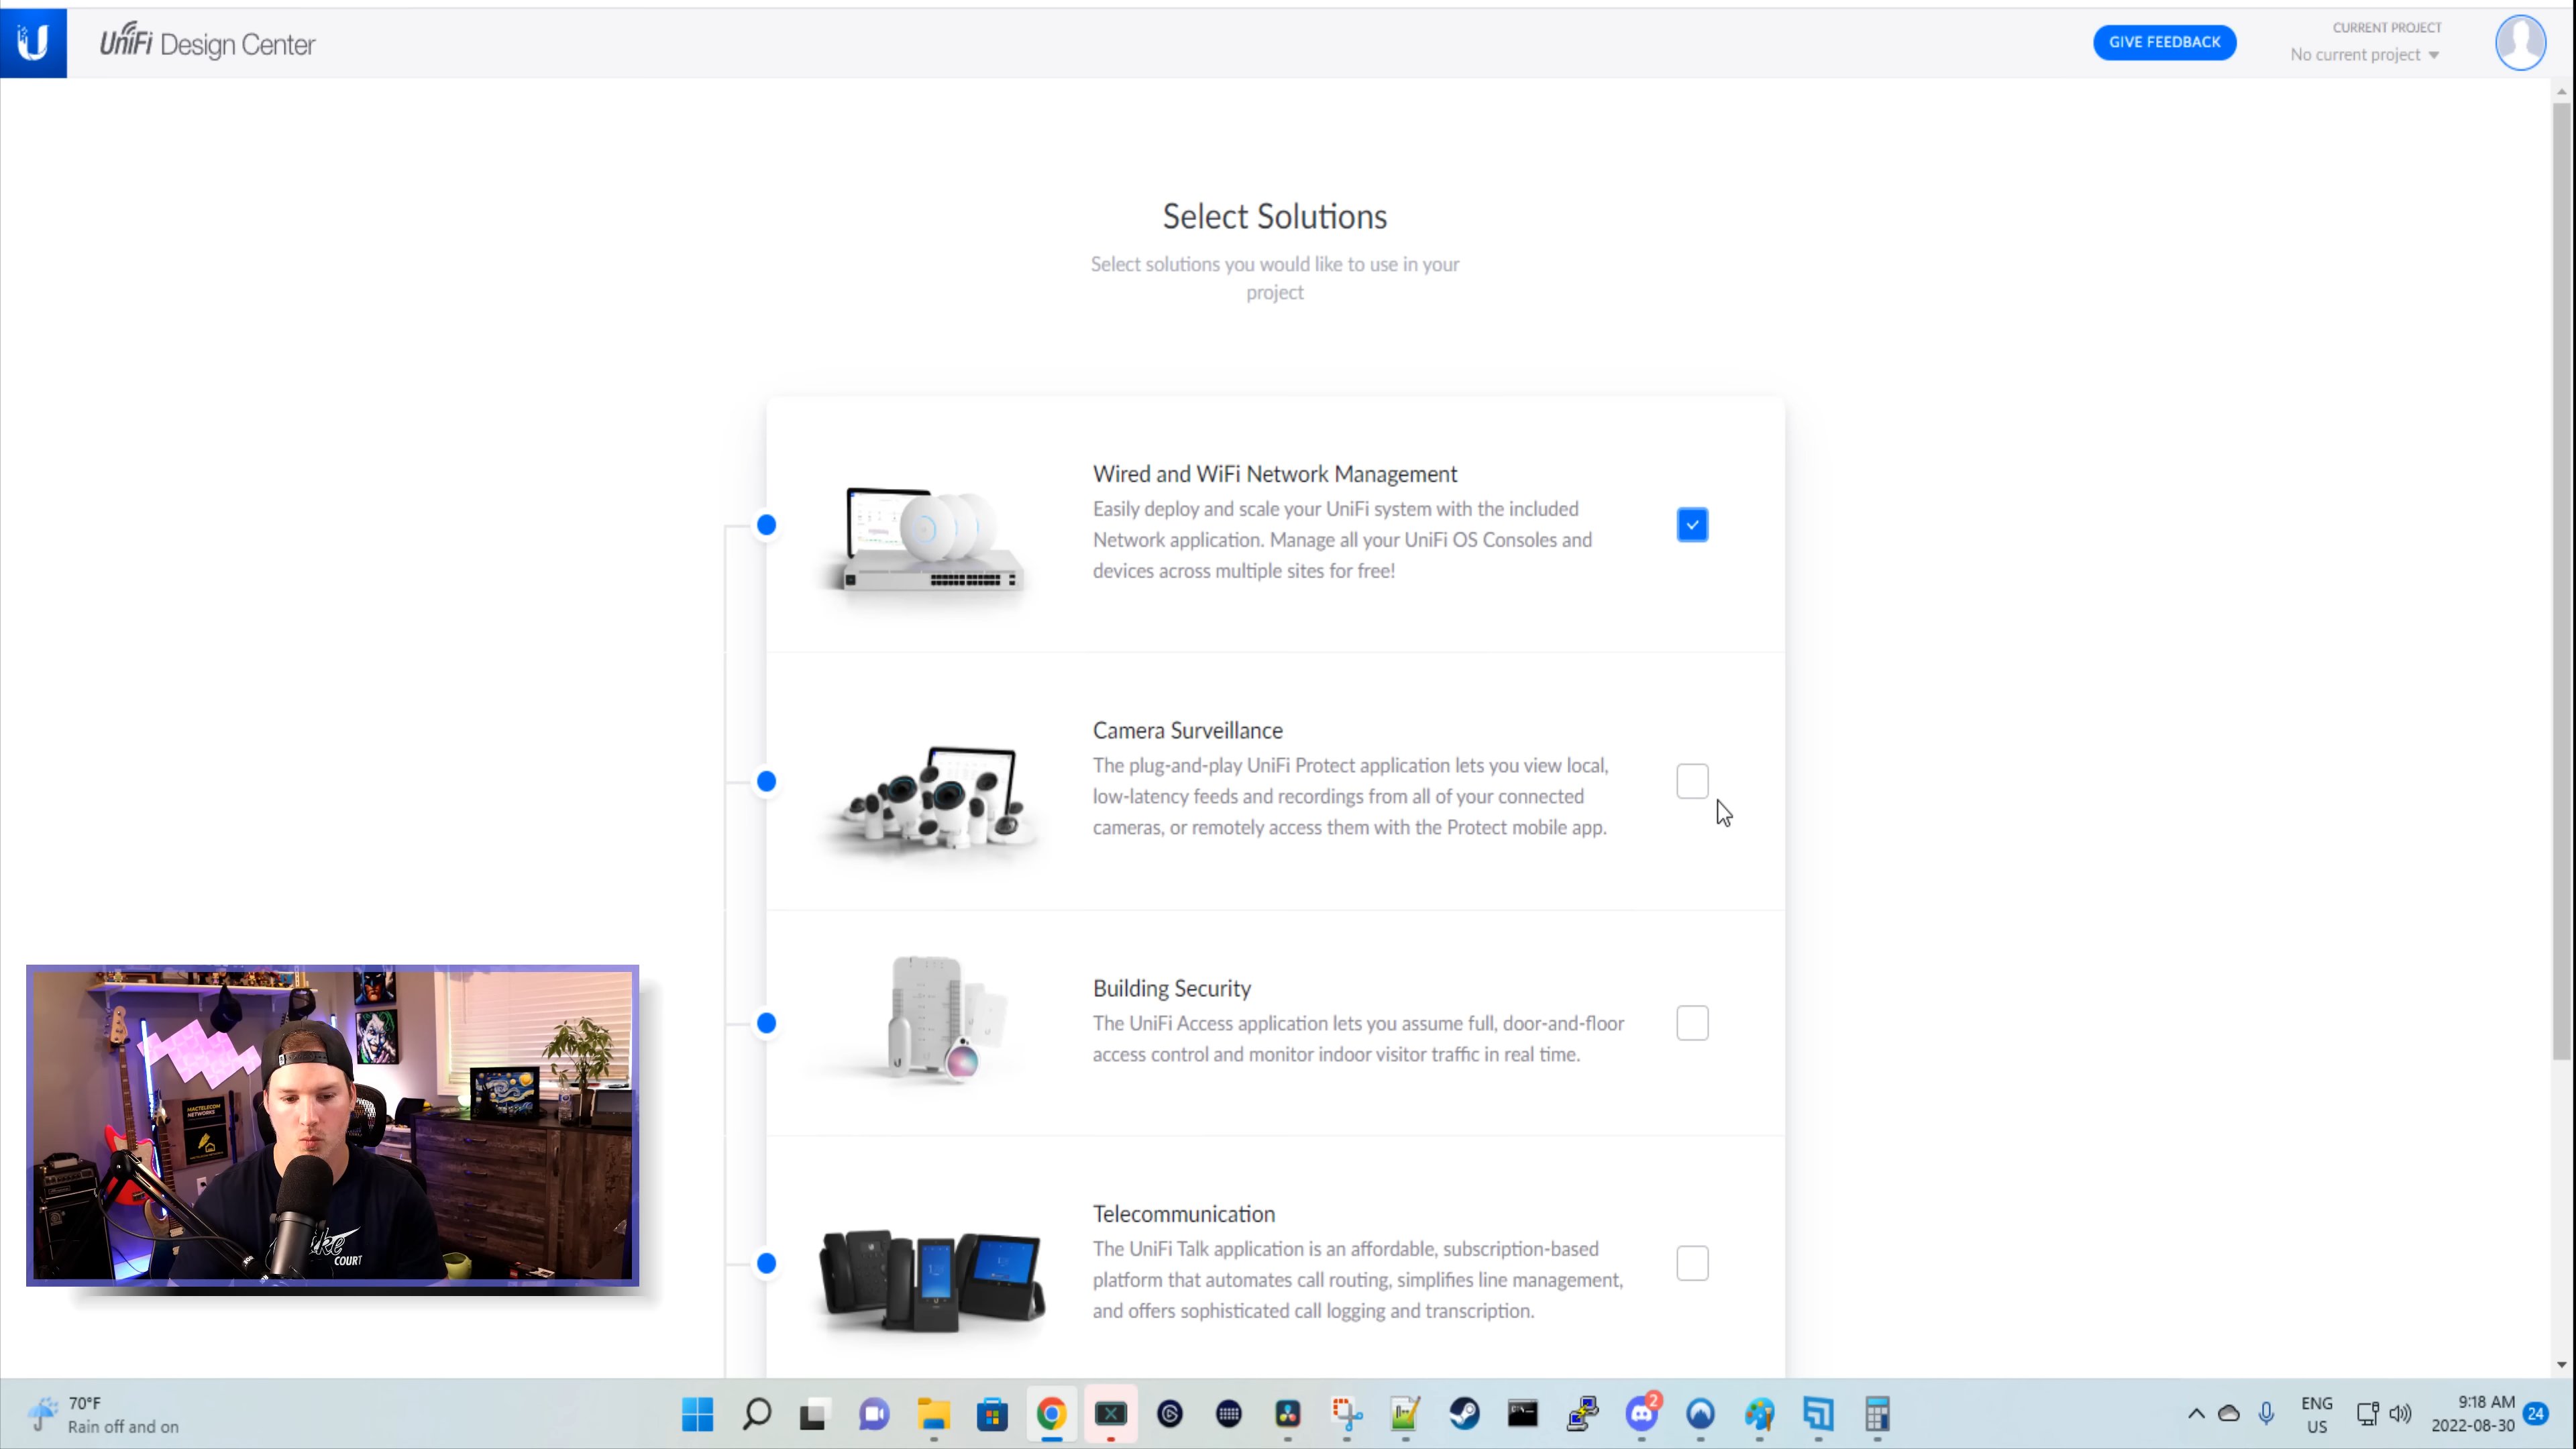 UniFi Design Center
GIVE FEEDBACK
CURRENT PROJECT
No current project
Select Solutions
Select solutions you would like to use in your
project
Wired and WiFi Network Management
Easily deploy and scale your UniFi system with the included
Network application. Manage all your UniFi OS Consoles and
devices across multiple sites for free!
Camera Surveillance
The plug-and-play UniFi Protect application lets you view local,
low-latency feeds and recordings from all of your connected
cameras, or remotely access them with the Protect mobile app.
Building Security
The UniFi Access application lets you assume full, door-and-floor
access control and monitor indoor visitor traffic in real time.
Telecommunication
The UniFi Talk application is an affordable, subscription-based
platform that automates call routing, simplifies line management,
and offers sophisticated call logging and transcription.
MACTELECOM
NETWORKS
COURT
70°F
Rain off and on
2
ENG
US
9:18 AM
2022-08-30
24